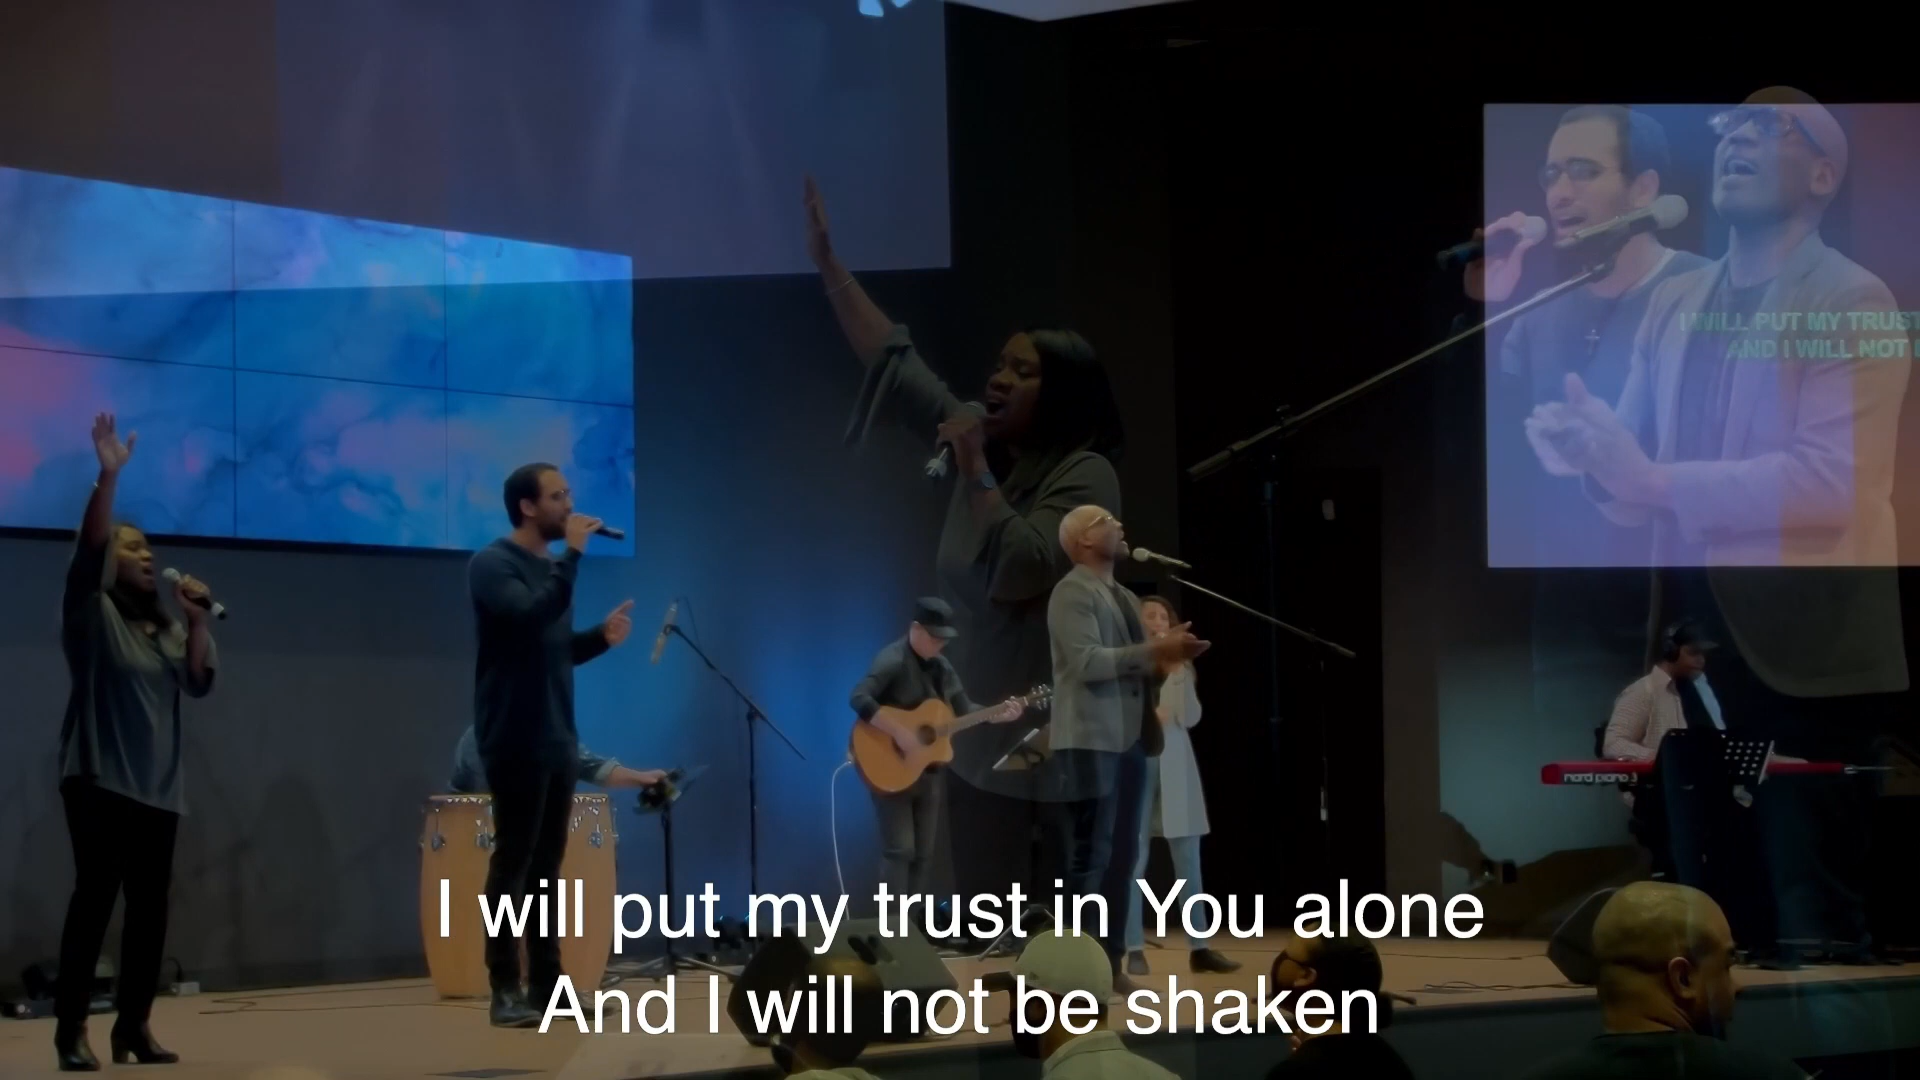 I WILL PUT MY TRUST
AND I WILL NOT
nord piano 3
I will put my trust in You alone
And I will not be shaken